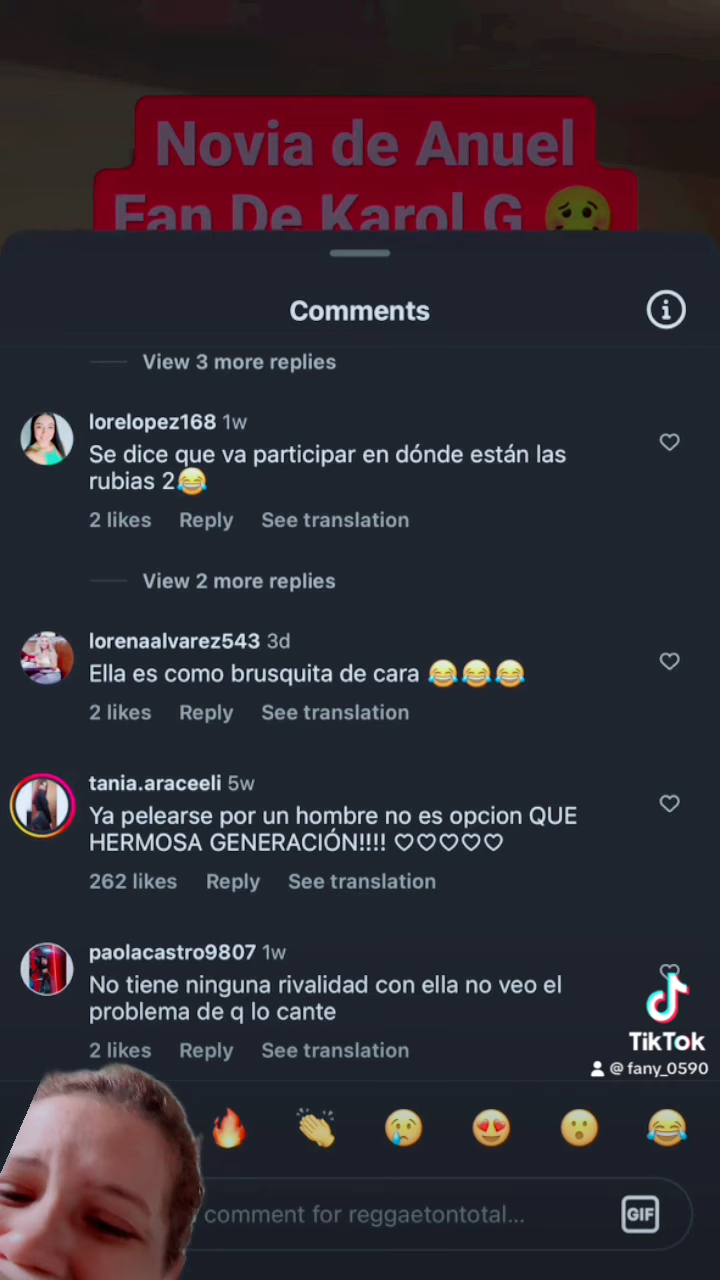 Novia de Anuel
Fan De Karol G 🤢
Comments
View 3 more replies
lorelopez168 1w
Se dice que va participar en dónde están las
rubias 2😂
2 likes Reply See translation
View 2 more replies
lorenaalvarez543 3d
Ella es como brusquita de cara 😂😂😂
2 likes Reply See translation
tania.araceeli 5w
Ya pelearse por un hombre no es opcion QUE
HERMOSA GENERACIÓN!!!! ♡♡♡♡♡
262 likes Reply See translation
paolacastro9807 1w
No tiene ninguna rivalidad con ella no veo el
problema de q lo cante
2 likes Reply See translation
TikTok
@fany_0590
comment for reggaetontotal...
GIF